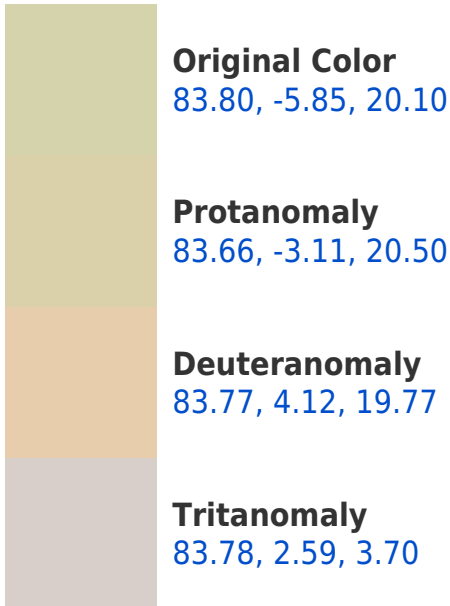 Original Color
83.80, -5.85, 20.10
Protanomaly
83.66, -3.11, 20.50
Deuteranomaly
83.77, 4.12, 19.77
Tritanomaly
83.78, 2.59, 3.70